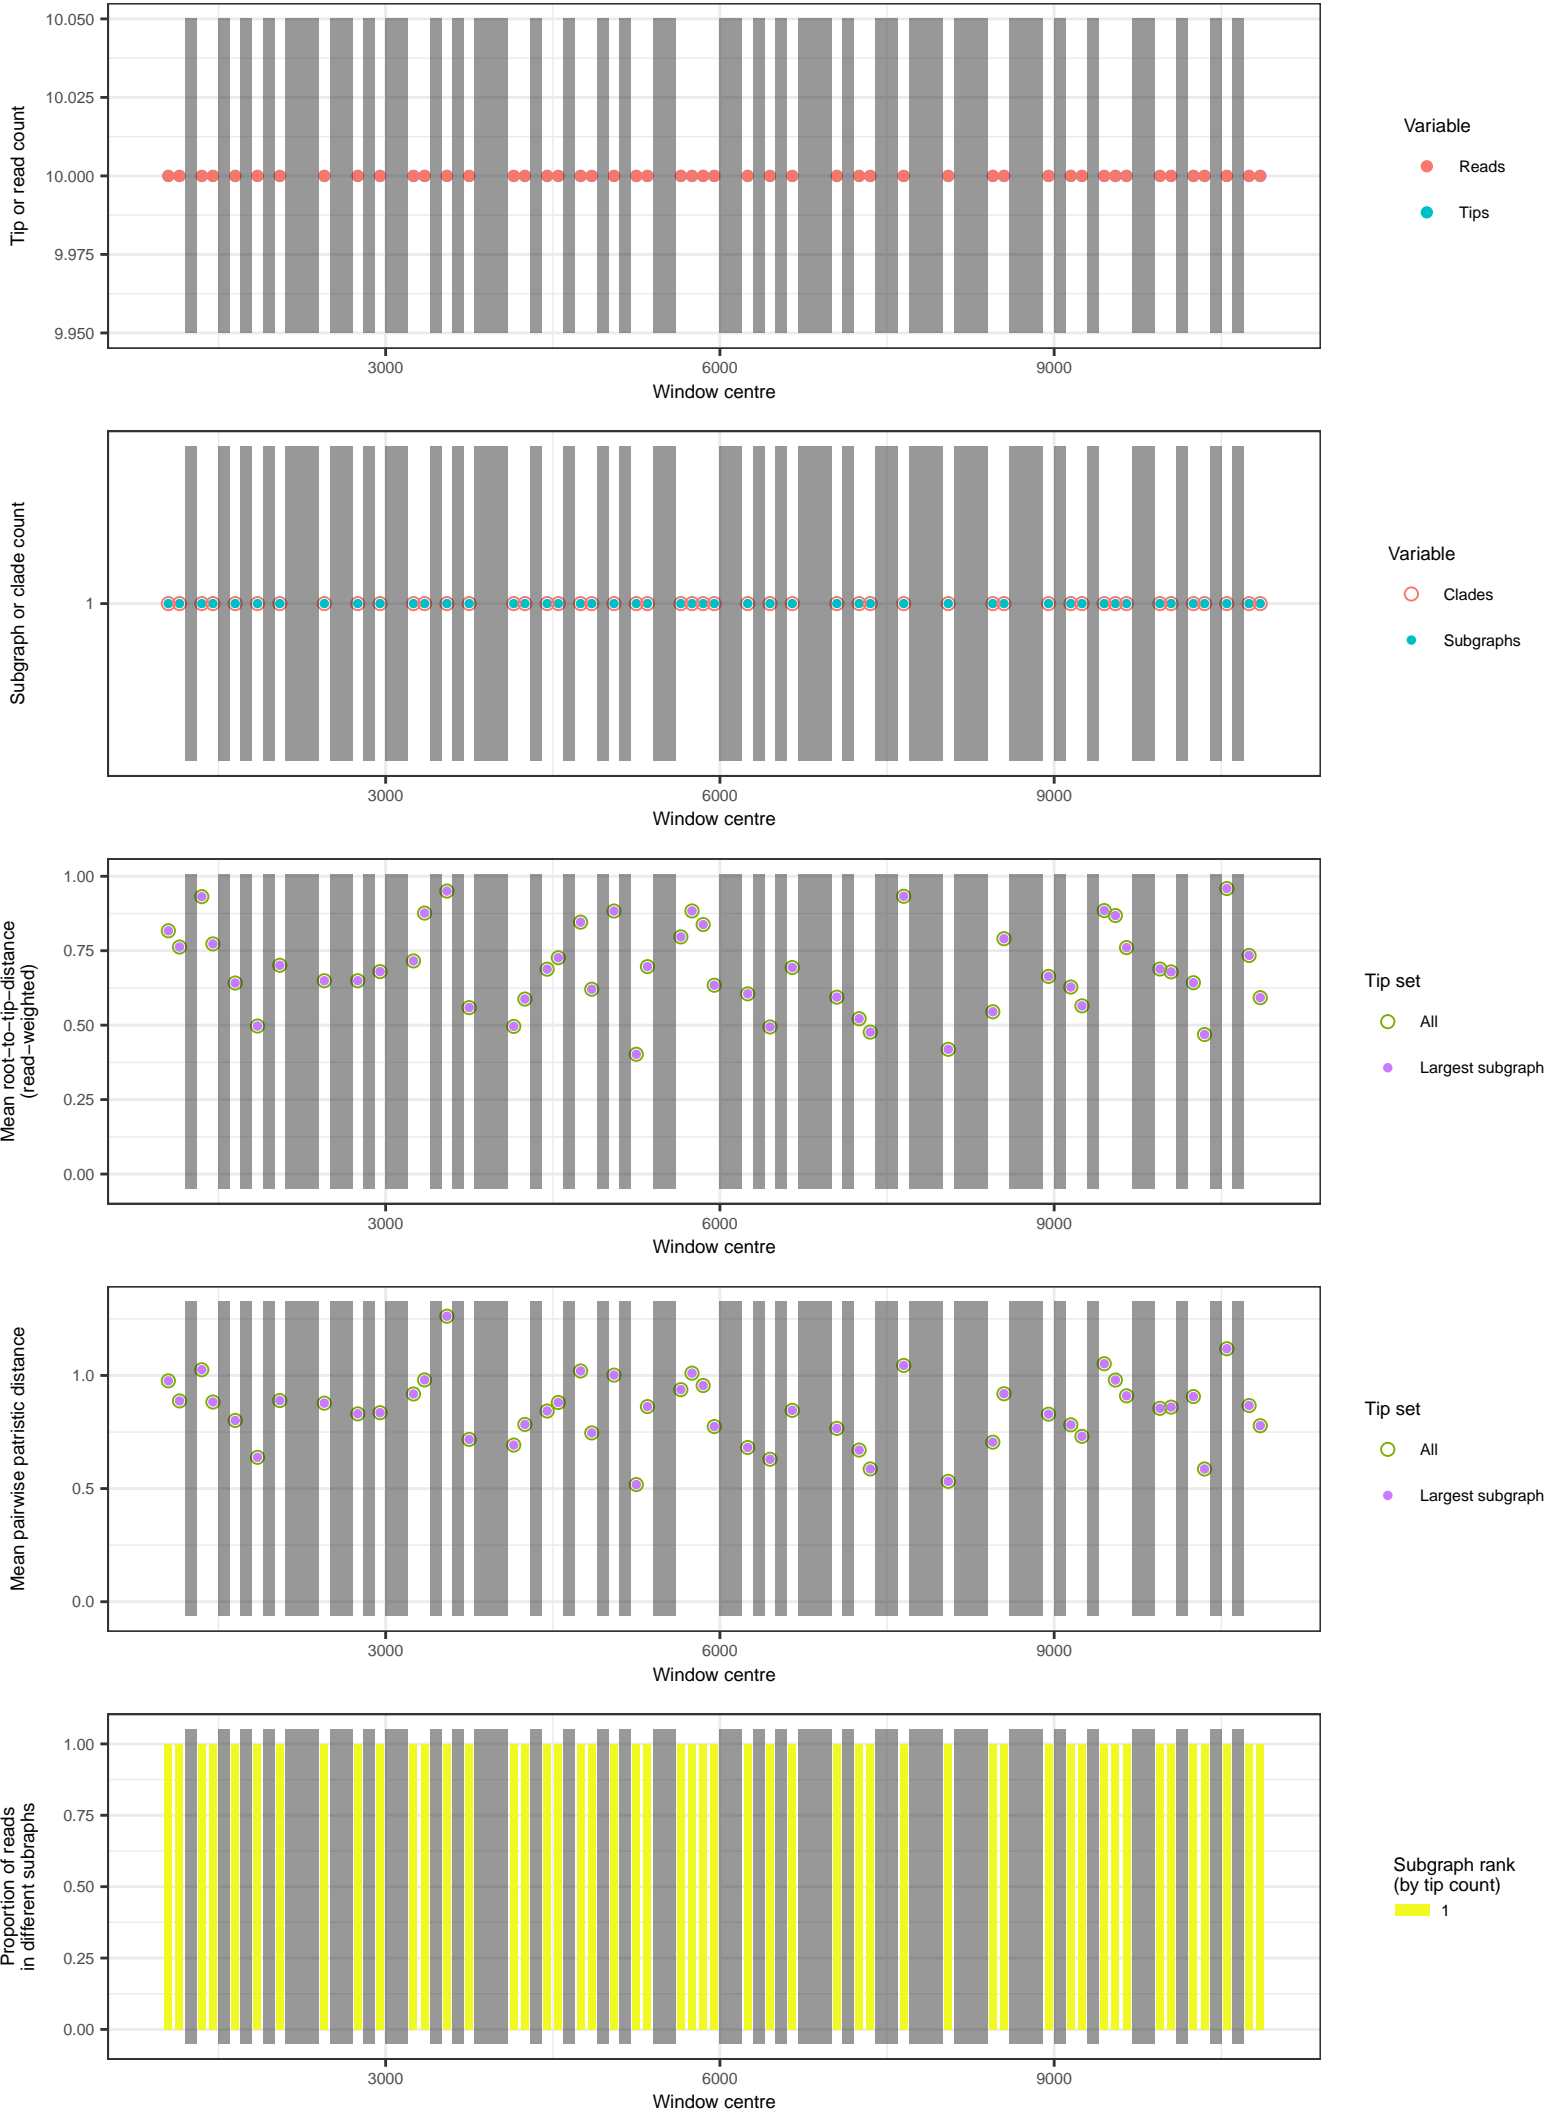 10.050
10.025
10.000
9.975
9.950
Tip or read count
3000
6000
9000
Window centre
Variable
Reads
Tips
1
Subgraph or clade count
3000
6000
9000
Window centre
Variable
Clades
Subgraphs
1.00
0.75
0.50
0.25
0.00
Mean root−to−tip−distance
(read−weighted)
3000
6000
9000
Window centre
Tip set
All
Largest subgraph
1.0
0.5
0.0
Mean pairwise patristic distance
3000
6000
9000
Window centre
Tip set
All
Largest subgraph
1.00
0.75
0.50
0.25
0.00
Proportion of reads
in different subraphs
3000
6000
9000
Window centre
Subgraph rank
(by tip count)
1